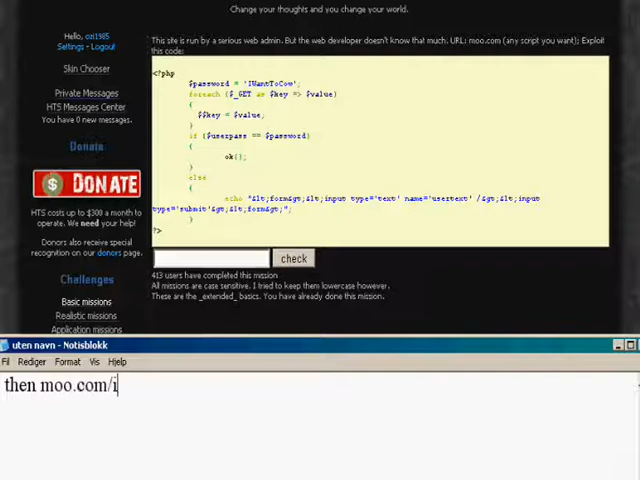 Change your thoughts and you change your world.
Hello, ozi1985
Settings - Logout
Skin Chooser
Private Messages
HTS Messages Center
You have 0 new messages.
Donate
$ DONATE
HTS costs up to $300 a month to
operate. We need your help!
Donors also receive special
recognition on our donors page.
Challenges
Basic missions
Realistic missions
Application missions
This site is run by a serious web admin. But the web developer doesn't know that much. URL: moo.com (any script you want); Exploit
this code:
<?php
$password = 'IWantToCow';
foreach ($_GET as $key => $value)
{
$$key = $value;
}
if ($userpass == $password)
{
ok();
}
else
{
echo "&lt;form&gt;&lt;input type='text' name='usertext' /&gt;&lt;input
type='submit'&gt;&lt;form&gt;";
}
?>
check
413 users have completed this mission
All missions are case sensitive. I tried to keep them lowercase however.
These are the _extended_ basics. You have already done this mission.
uten navn - Notisblokk
Fil Rediger Format Vis Hjelp
then moo.com/i